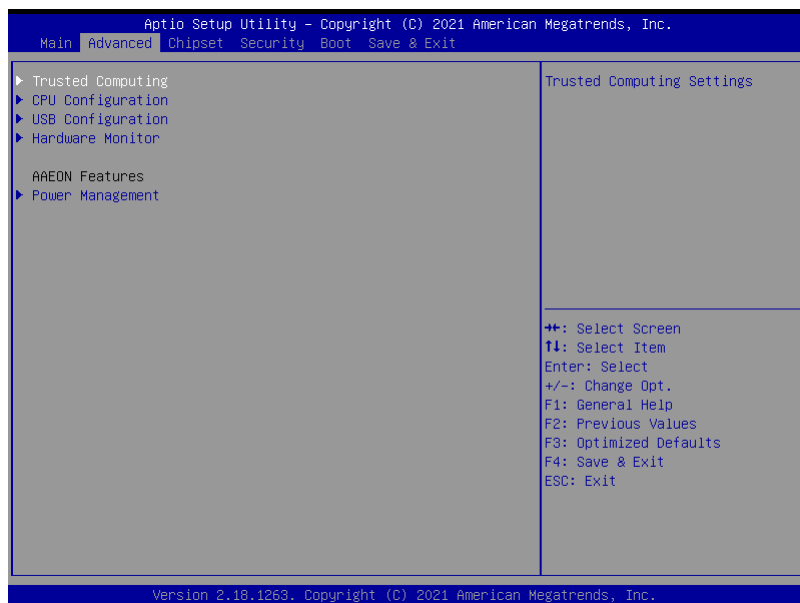 Aptio Setup Utility – Copyright (C) 2021 American Megatrends, Inc.
Main Advanced Chipset Security Boot Save & Exit
Trusted Computing
CPU Configuration
USB Configuration
Hardware Monitor
AAEON Features
Power Management
Trusted Computing Settings
→←: Select Screen
↑↓: Select Item
Enter: Select
+/-: Change Opt.
F1: General Help
F2: Previous Values
F3: Optimized Defaults
F4: Save & Exit
ESC: Exit
Version 2.18.1263. Copyright (C) 2021 American Megatrends, Inc.